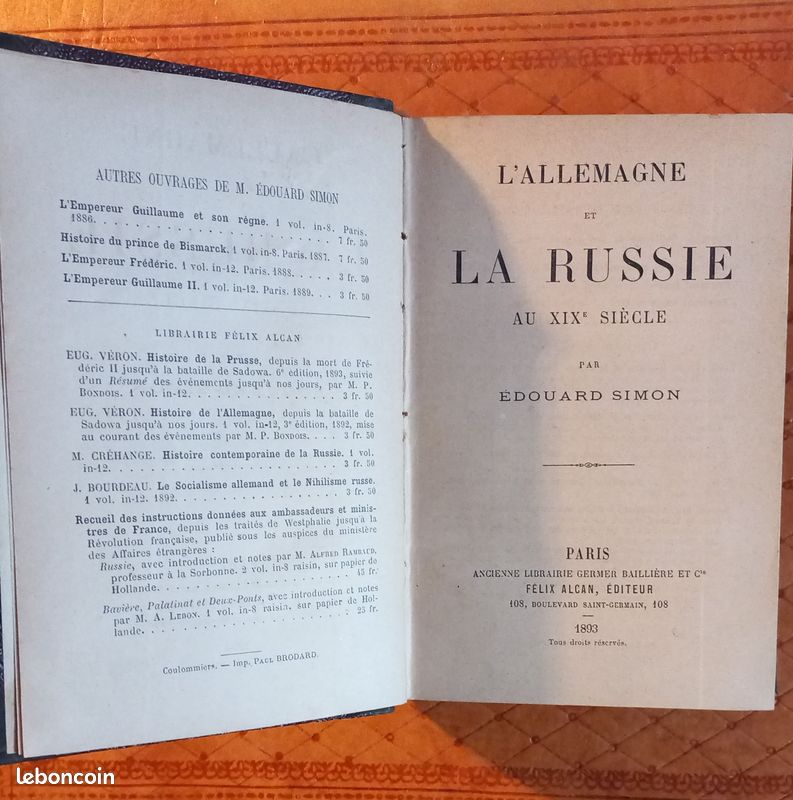 AUTRES OUVRAGES DE M. ÉDOUARD SIMON
L'Empereur Guillaume et son règne. 1 vol. in-8. Paris.
1886. . . . . . . . . . . . . . . . . . . . . 7 fr. 50
Histoire du prince de Bismarck. 1 vol. in-8. Paris. 1887. 7 fr. 50
L'Empereur Frédéric. 1 vol. in-12. Paris. 1888. . . . . 3 fr. 50
L'Empereur Guillaume II. 1 vol. in-12. Paris. 1889. . . 3 fr. 50
LIBRAIRIE FÉLIX ALCAN
EUG. VÉRON. Histoire de la Prusse, depuis la mort de Fré-
déric II jusqu'à la bataille de Sadowa. 6e édition, 1893, suivie
d'un Résumé des événements jusqu'à nos jours, par M. P.
BONDOIS. 1 vol. in-12. . . . . . . . . . . . . . 3 fr. 50
EUG. VÉRON. Histoire de l'Allemagne, depuis la bataille de
Sadowa jusqu'à nos jours. 1 vol. in-12, 3e édition, 1892, mise
au courant des événements par M. P. BONDOIS. . . . 3 fr. 50
M. CRÉHANGE. Histoire contemporaine de la Russie. 1 vol.
in-12. . . . . . . . . . . . . . . . . . . . . 3 fr. 50
J. BOURDEAU. Le Socialisme allemand et le Nihilisme russe.
1 vol. in-12. 1892. . . . . . . . . . . . . . . 3 fr. 50
Recueil des instructions données aux ambassadeurs et minis-
tres de France, depuis les traités de Westphalie jusqu'à la
Révolution française, publié sous les auspices du ministère
des Affaires étrangères :
Russie, avec introduction et notes par M. ALFRED RAMBAUD,
professeur à la Sorbonne. 2 vol. in-8 raisin, sur papier de
Hollande. . . . . . . . . . . . . . . . . . . . 45 fr.
Bavière, Palatinat et Deux-Ponts, avec introduction et notes
par M. A. LEBON. 1 vol. in-8 raisin, sur papier de Hol-
lande. . . . . . . . . . . . . . . . . . . . . 25 fr.
Coulommiers. — Imp. PAUL BRODARD.
L'ALLEMAGNE
ET
LA RUSSIE
AU XIXE SIÈCLE
PAR
ÉDOUARD SIMON
PARIS
ANCIENNE LIBRAIRIE GERMER BAILLIÈRE ET Cie
FÉLIX ALCAN, ÉDITEUR
108, BOULEVARD SAINT-GERMAIN, 108
1893
Tous droits réservés.
leboncoin